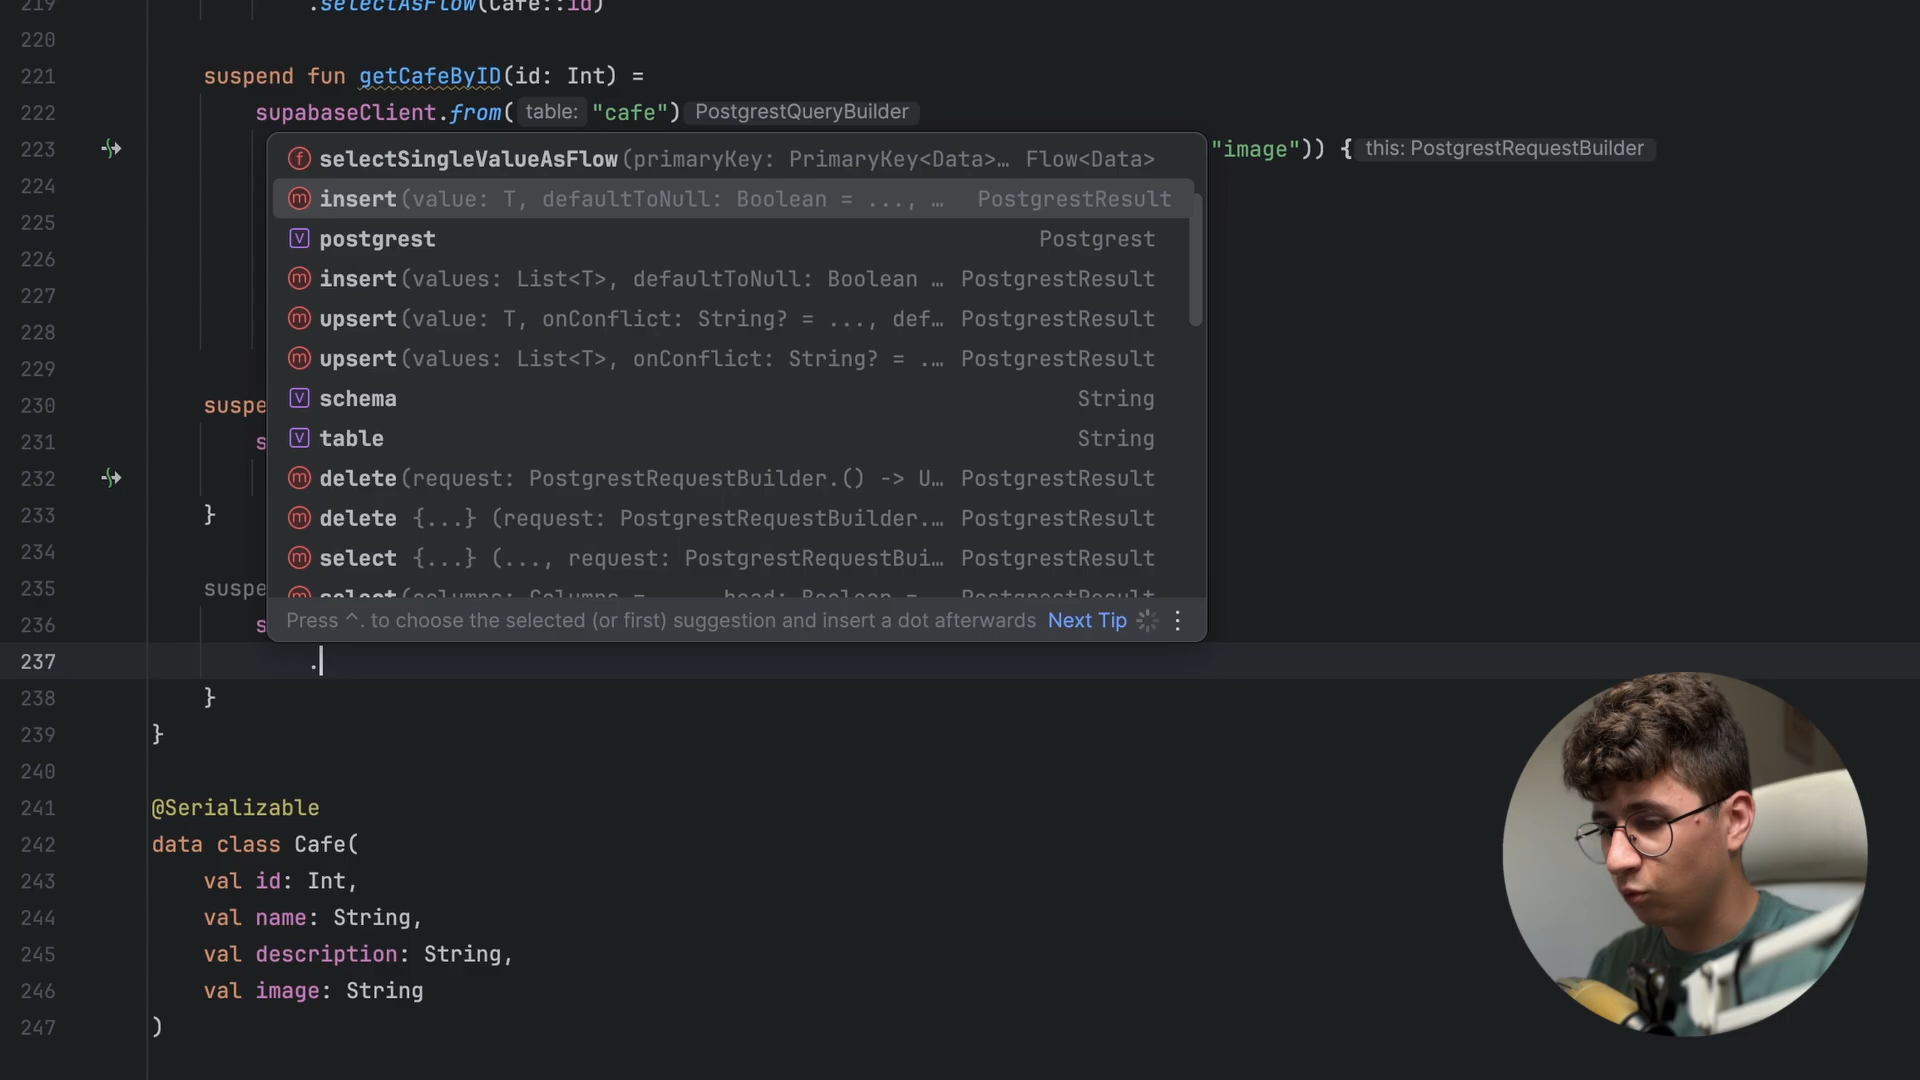 219 .selectAsFlow(Cafe::id)
220
221 suspend fun getCafeByID(id: Int) =
222 supabaseClient.from( table: "cafe") PostgrestQueryBuilder
223 "image")) { this: PostgrestRequestBuilder
selectSingleValueAsFlow(primaryKey: PrimaryKey<Data>… Flow<Data>
224 insert(value: T, defaultToNull: Boolean = ..., … PostgrestResult
225 postgrest Postgrest
226 insert(values: List<T>, defaultToNull: Boolean … PostgrestResult
227 upsert(value: T, onConflict: String? = ..., def… PostgrestResult
228 upsert(values: List<T>, onConflict: String? = .… PostgrestResult
229 schema String
230 suspe table String
231 s
232 delete(request: PostgrestRequestBuilder.() -> U… PostgrestResult
233 } delete {...} (request: PostgrestRequestBuilder.… PostgrestResult
234 select {...} (..., request: PostgrestRequestBui… PostgrestResult
235 suspe select(columns: Columns = ..., head: Boolean = PostgrestResult
236 s Press ^. to choose the selected (or first) suggestion and insert a dot afterwards Next Tip
237 .
238 }
239 }
240
241 @Serializable
242 data class Cafe(
243 val id: Int,
244 val name: String,
245 val description: String,
246 val image: String
247 )